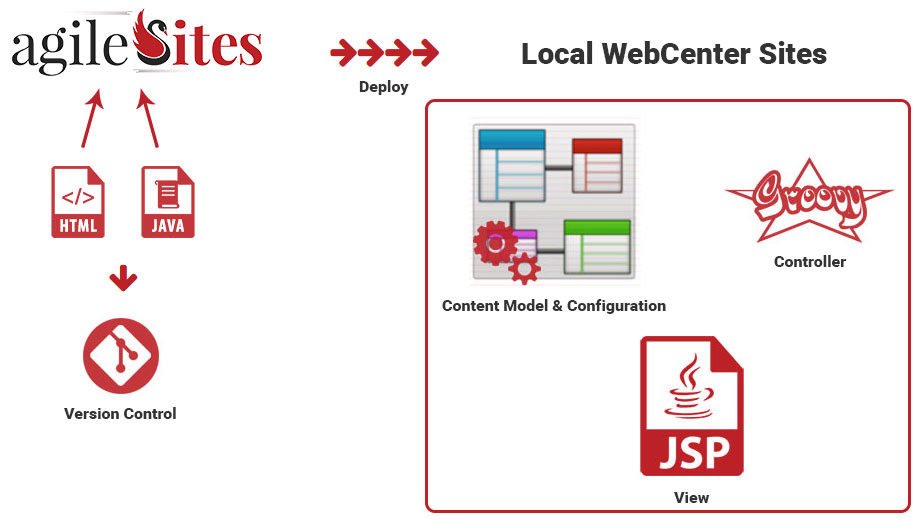 agileSites
Deploy
Local WebCenter Sites
</>
HTML
JAVA
Version Control
Content Model & Configuration
Groovy
Controller
JSP
View